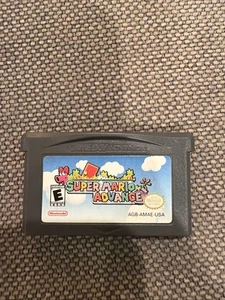 SUPER MARIO
ADVANCE
E
Nintendo
AGB-AMAE-USA